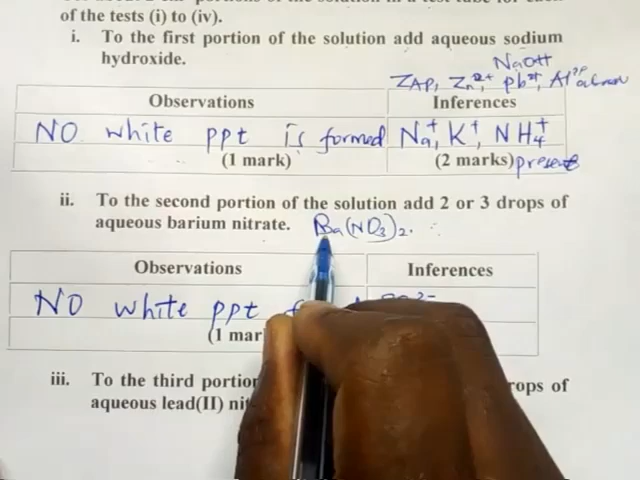 of the tests (i) to (iv).
i. To the first portion of the solution add aqueous sodium
hydroxide. NaOH
ZAP, Zn²⁺, Pb²⁺, Al³⁺
Observations Inferences
NO white ppt is formed Na⁺, K⁺, NH₄⁺
(1 mark) (2 marks) present
ii. To the second portion of the solution add 2 or 3 drops of
aqueous barium nitrate. Ba(NO₃)₂.
Observations Inferences
NO white ppt
(1 mar
iii. To the third portion rops of
aqueous lead(II) nit